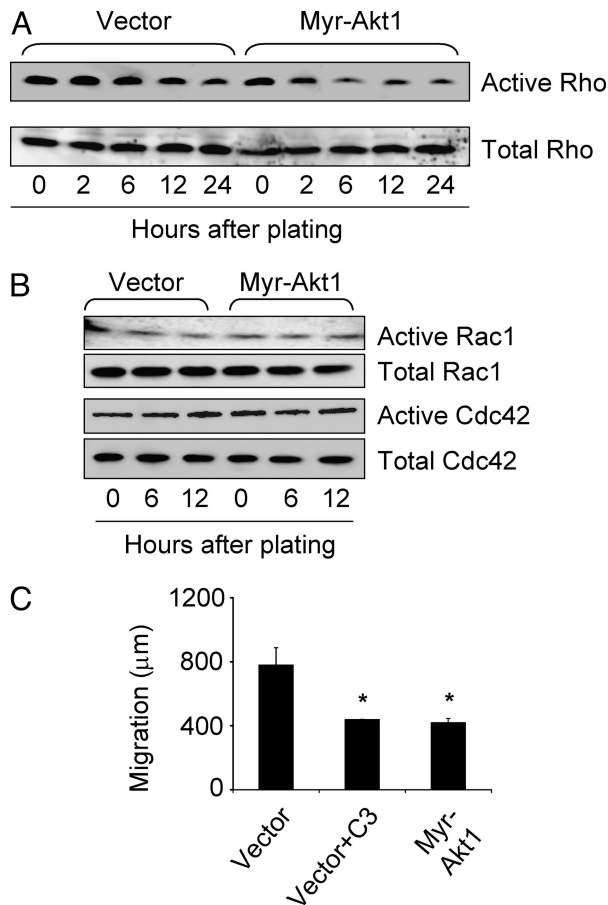 A
Vector Myr-Akt1
Active Rho
Total Rho
0 2 6 12 24 0 2 6 12 24
Hours after plating
B
Vector Myr-Akt1
Active Rac1
Total Rac1
Active Cdc42
Total Cdc42
0 6 12 0 6 12
Hours after plating
C
Migration (μm)
1200
800
400
0
* *
Vector
Vector+C3
Myr-
Akt1